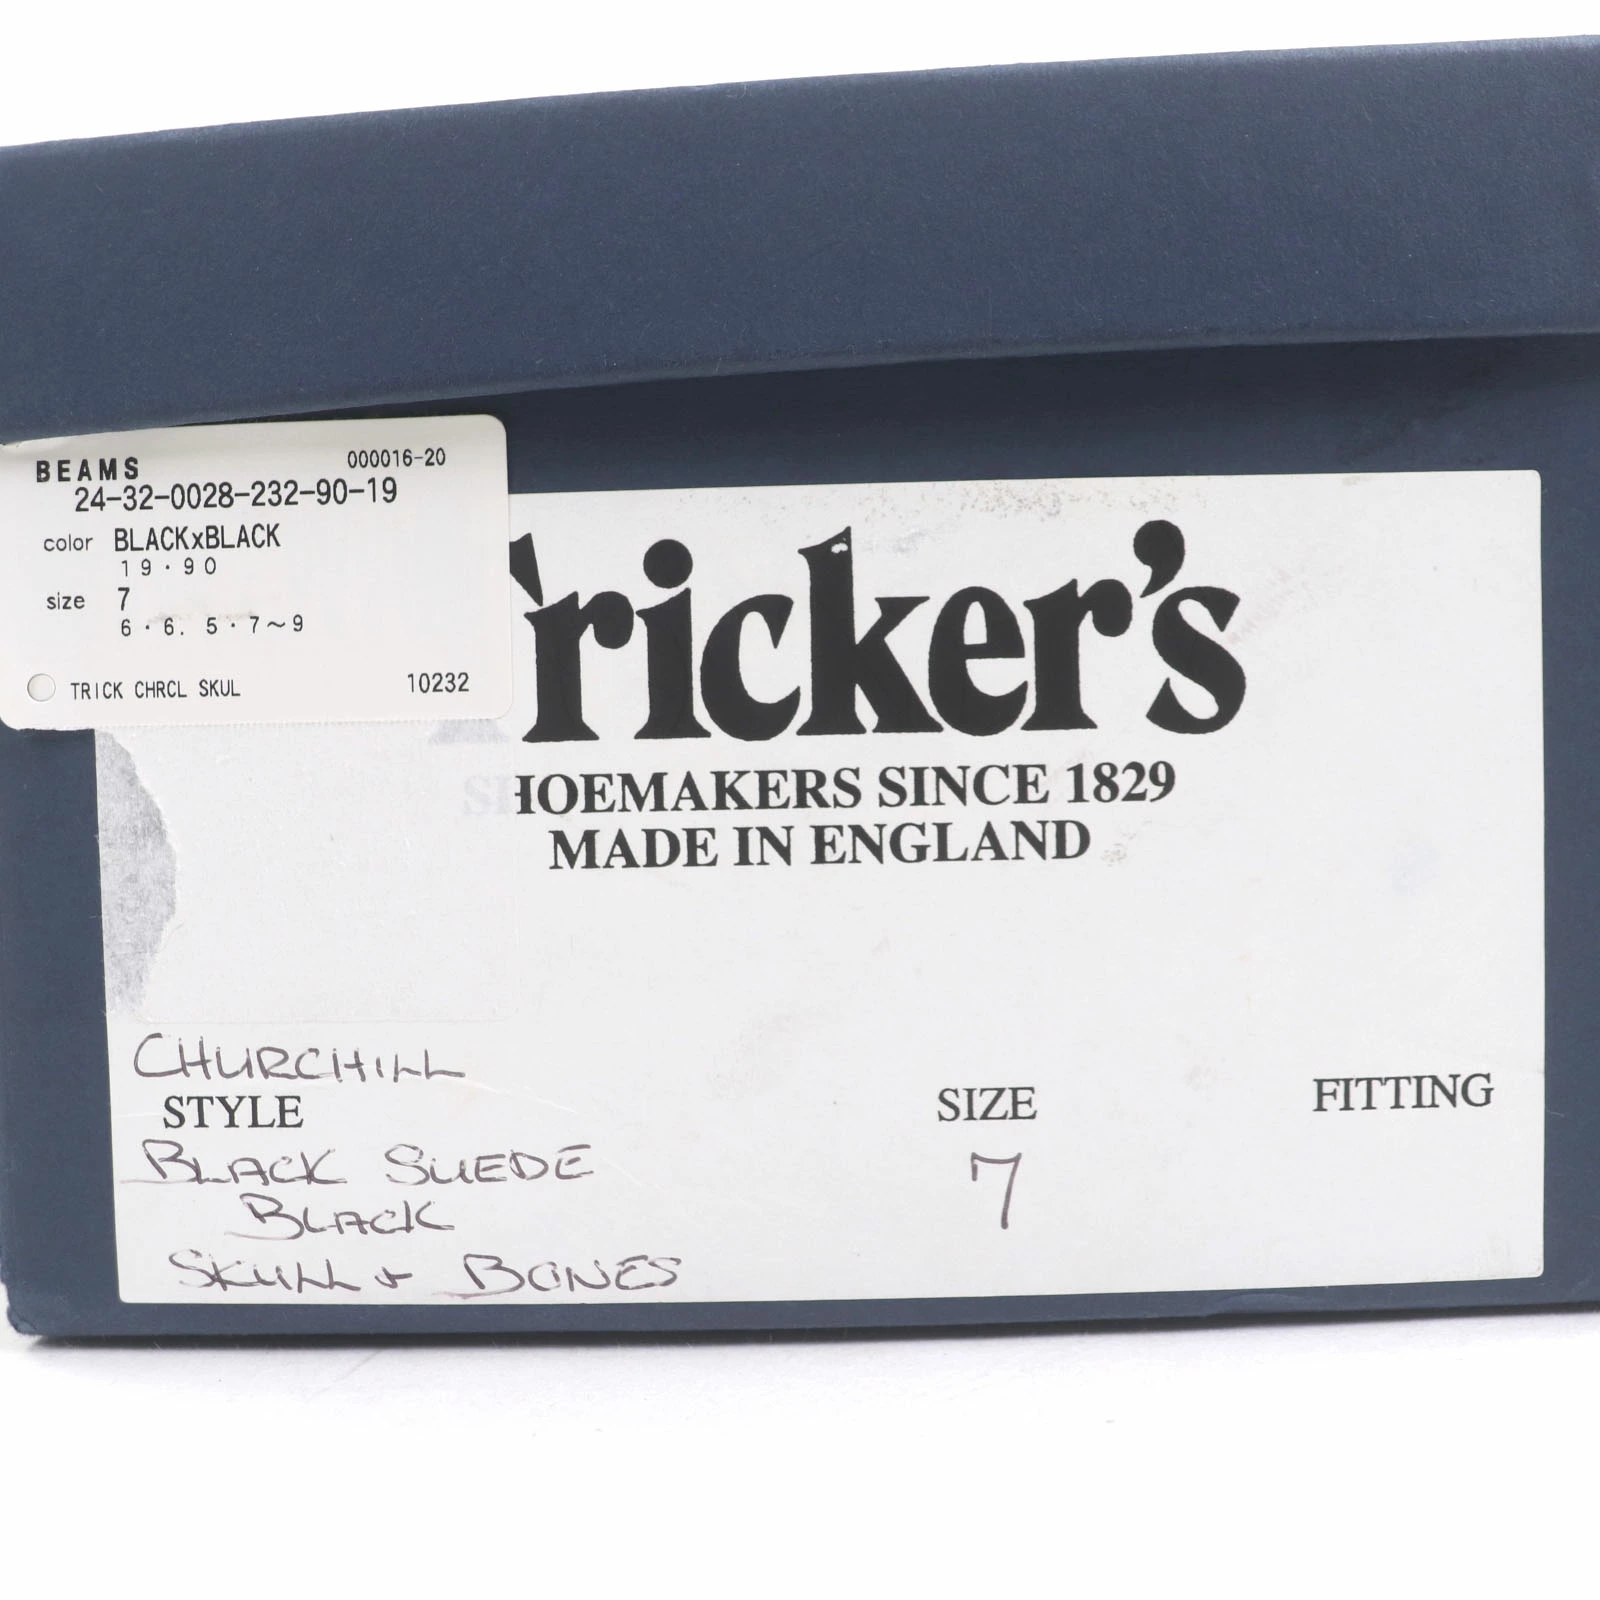 BEAMS 000016-20
24-32-0028-232-90-19
color BLACKxBLACK
19・90
size 7
6・6. 5・7～9
TRICK CHRCL SKUL 10232
Tricker's
SHOEMAKERS SINCE 1829
MADE IN ENGLAND
CHURCHILL
STYLE SIZE FITTING
BLACK SUEDE 7
BLACK
SKULL + BONES